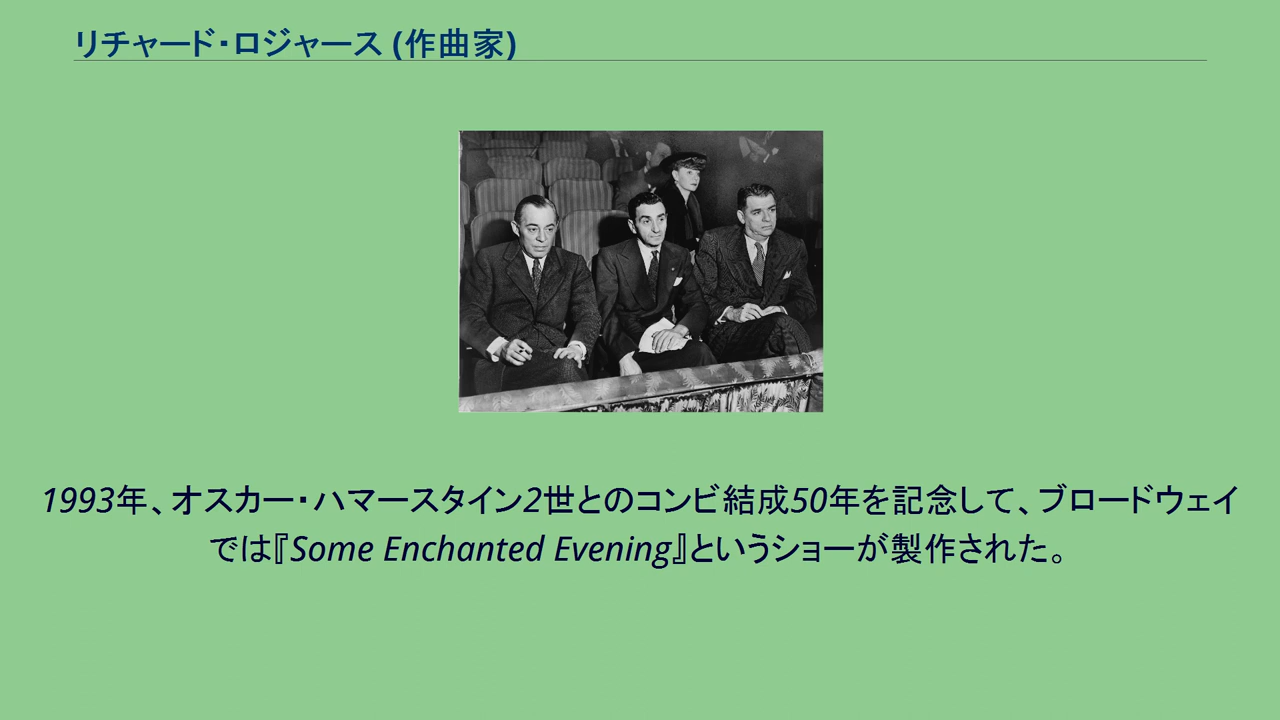 リチャード・ロジャース (作曲家)
1993年、オスカー・ハマースタイン2世とのコンビ結成50年を記念して、ブロードウェイ
では『Some Enchanted Evening』というショーが製作された。